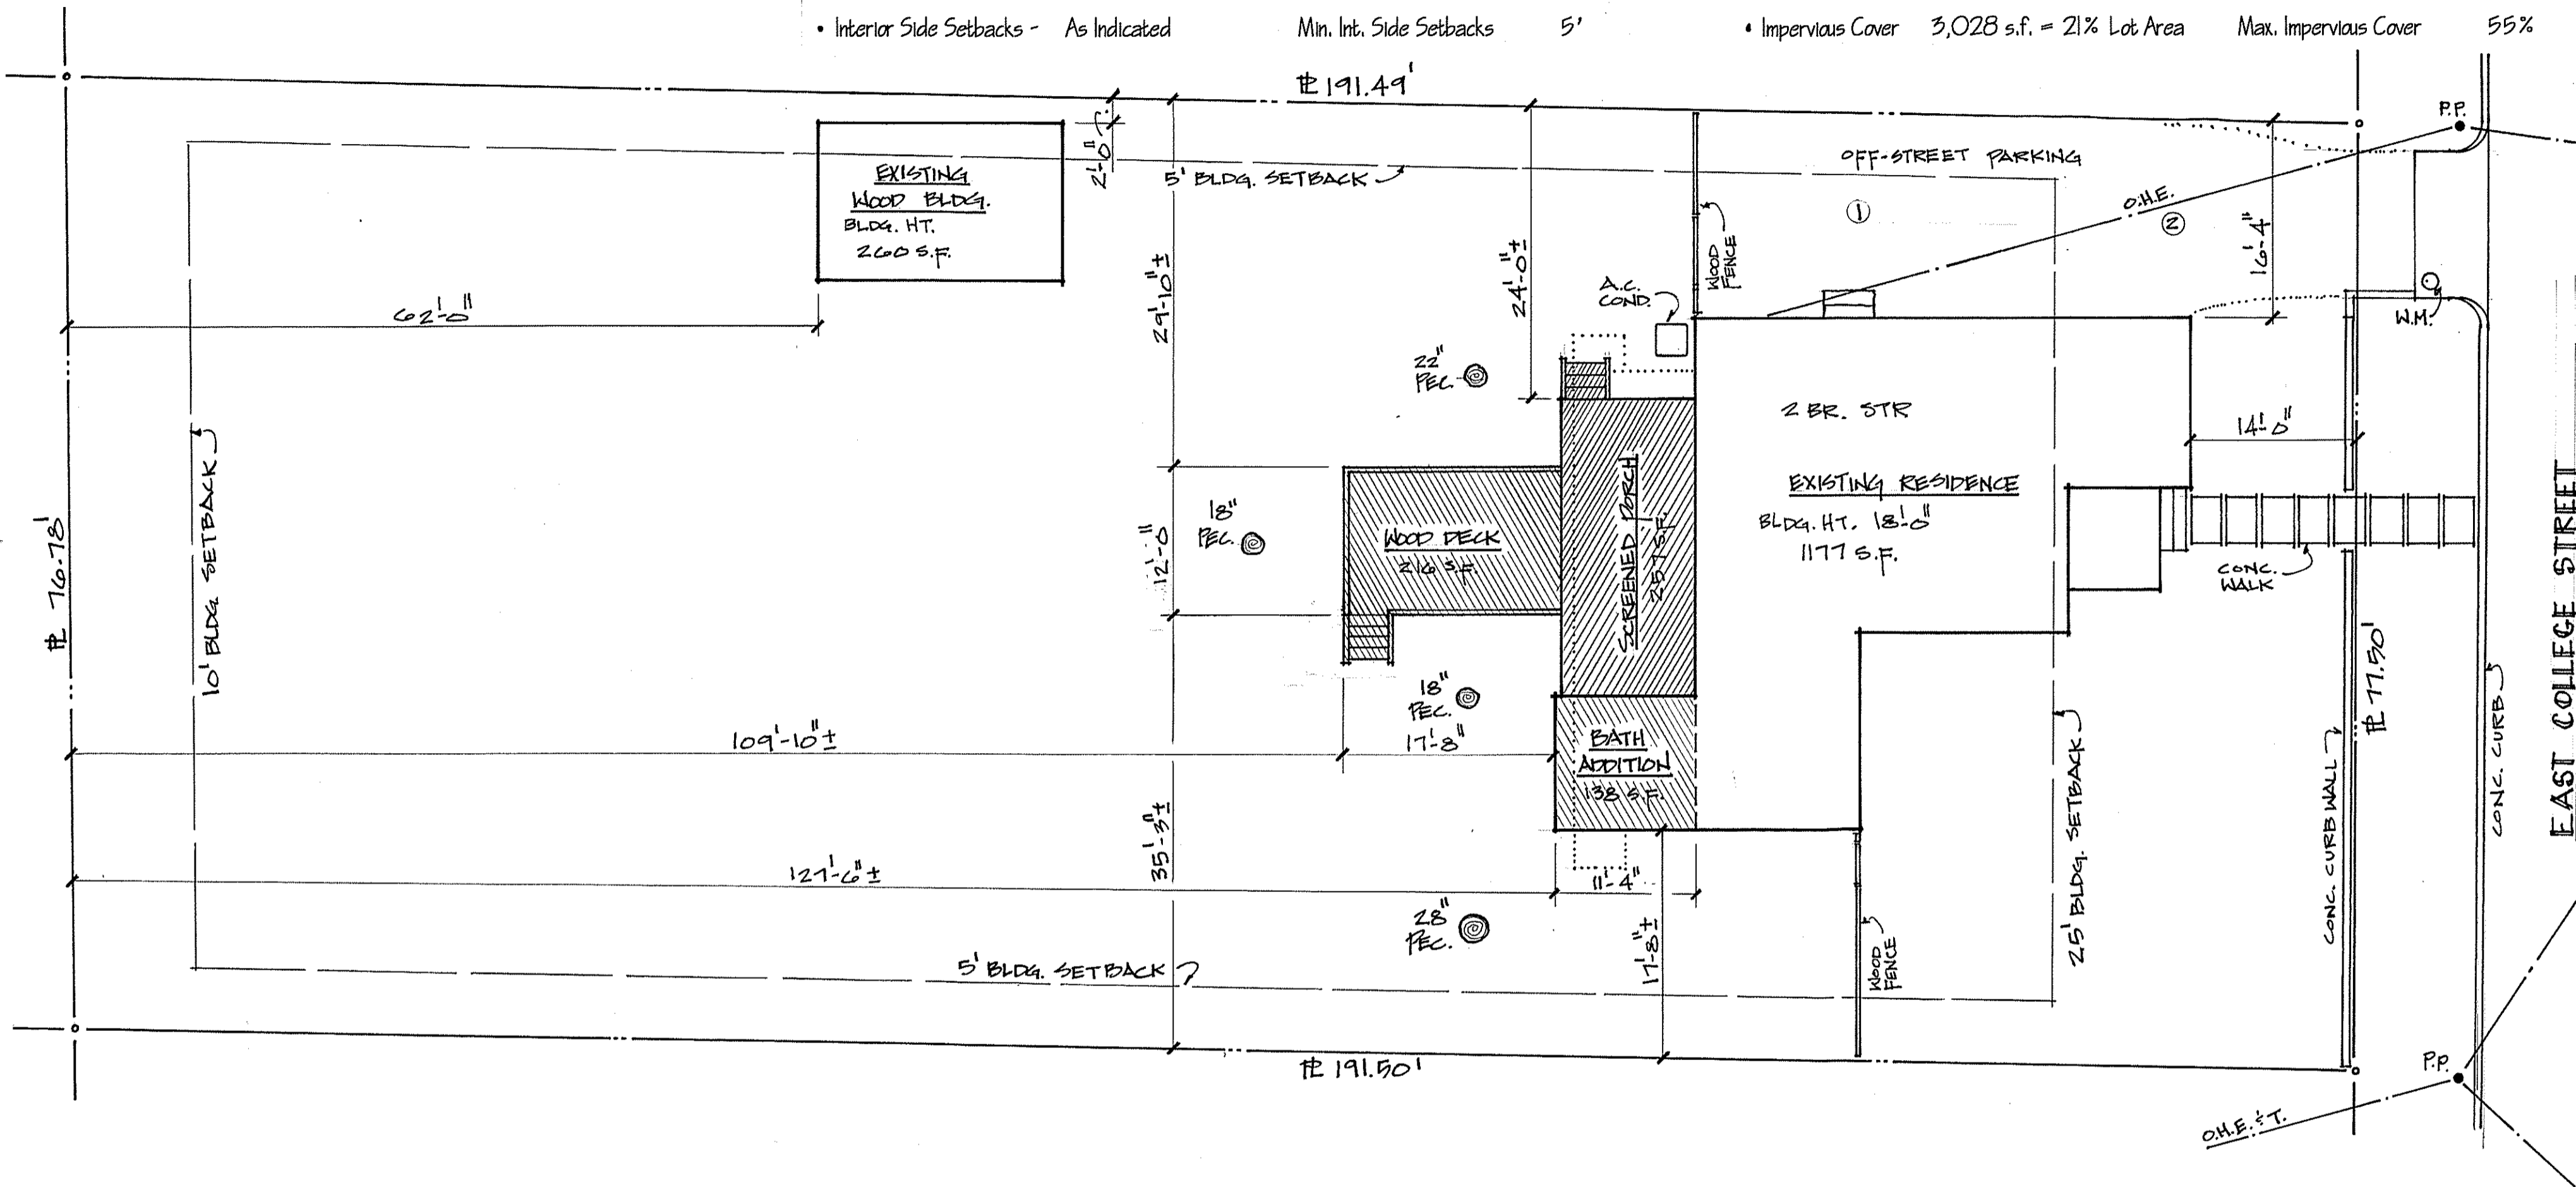 • Interior Side Setbacks - As Indicated Min. Int. Side Setbacks 5' • Impervious Cover 3,028 s.f. = 21% Lot Area Max. Impervious Cover 55%
℄ 191.49'
P.P.
2'-0"
EXISTING
WOOD BLDG.
BLDG. HT.
260 S.F.
5' BLDG. SETBACK
OFF-STREET PARKING
O.H.E.
1
2
WOOD
FENCE
16'-4"
62'-0"
29'-10"±
24'-0"±
A.C.
COND.
W.M.
22"
PEC.
2 BR. STR
14'-0"
10' BLDG SETBACK
EXISTING RESIDENCE
BLDG. HT. 18'-0"
1177 S.F.
SCREENED PORCH
257 S.F.
18"
PEC.
WOOD DECK
216 S.F.
12'-0"
CONC.
WALK
EAST COLLEGE STREET
℄ 76.78'
℄ 77.50'
18"
PEC.
109'-10"±
17'-8"
BATH
ADDITION
138 S.F.
25' BLDG. SETBACK
CONC. CURB WALL
CONC. CURB
35'-3"±
127'-6"±
11'-4"
28"
PEC.
17'-8"±
WOOD
FENCE
5' BLDG. SETBACK
℄ 191.50'
P.P.
O.H.E. & T.